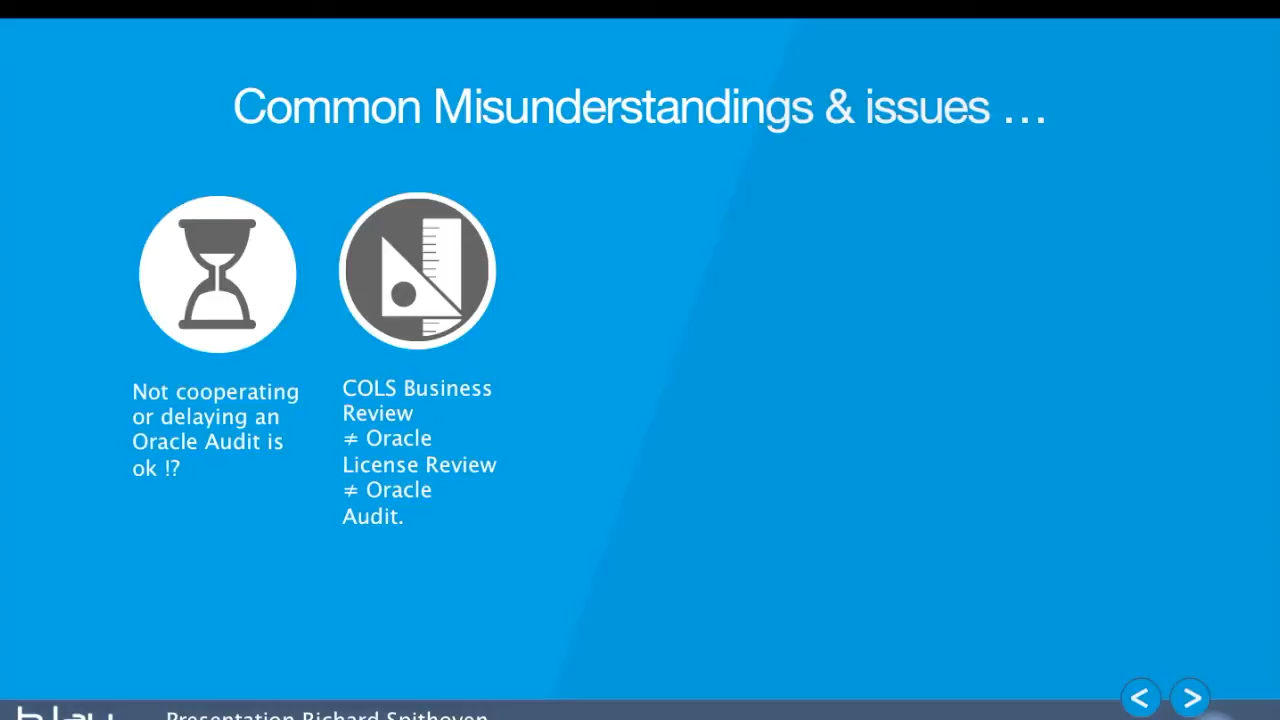 Common Misunderstandings & issues …
Not cooperating
or delaying an
Oracle Audit is
ok !?
COLS Business
Review
≠ Oracle
License Review
≠ Oracle
Audit.
< >
Presentation Richard Spithoven